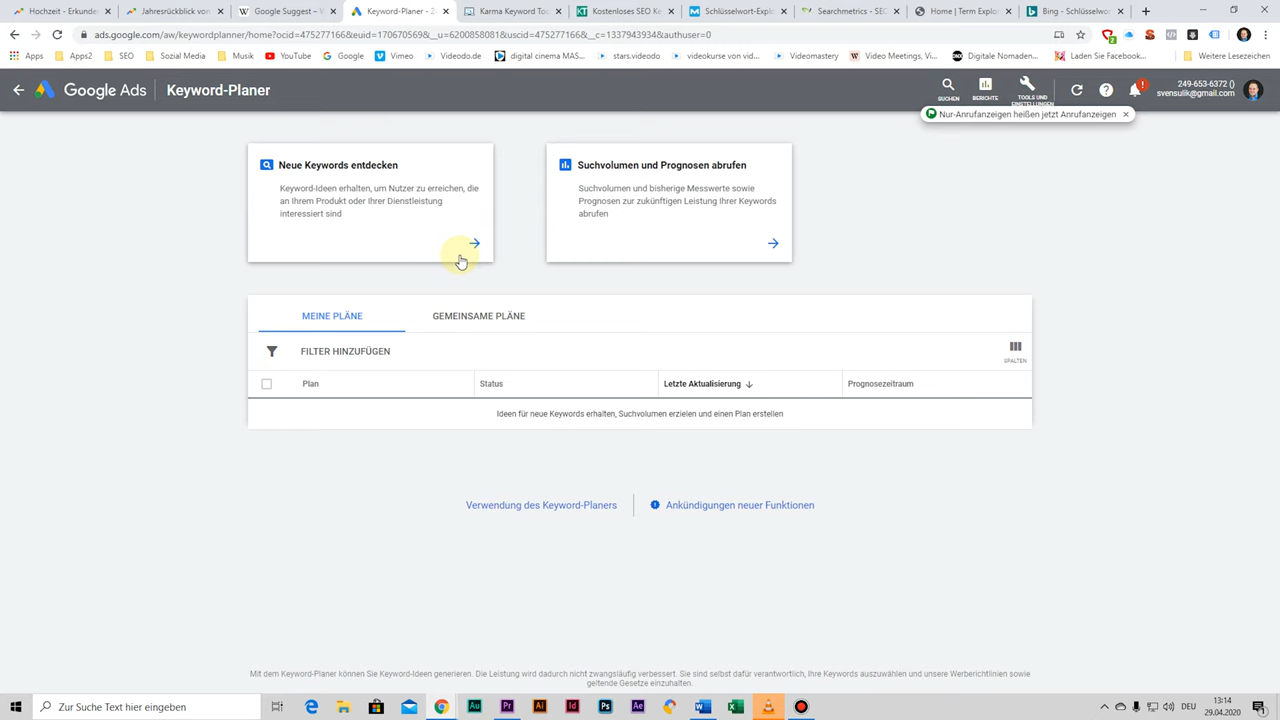 Hochzeit - Erkunde
Jahresrückblick von
Google Suggest – V
Keyword-Planer - 24
Karma Keyword Too
Kostenloses SEO Ke
Schlüsselwort-Explo
Searchmetrics - SEO
Home | Term Explor
Bing - Schlüsselwor
ads.google.com/aw/keywordplanner/home?ocid=475277166&euid=170670569&__u=6200858081&uscid=475277166&__c=1337943934&authuser=0
Apps
Apps2
SEO
Sozial Media
Musik
YouTube
Google
Vimeo
Videodo.de
digital cinema MAS...
stars.videodo
videokurse von vid...
Videomastery
Video Meetings, Vi...
Digitale Nomaden...
Laden Sie Facebook...
Weitere Lesezeichen
Google Ads
Keyword-Planer
SUCHEN
BERICHTE
TOOLS UND
EINSTELLUNGEN
249-653-6372 ()
svensulik@gmail.com
Nur-Anrufanzeigen heißen jetzt Anrufanzeigen
Neue Keywords entdecken
Keyword-Ideen erhalten, um Nutzer zu erreichen, die
an Ihrem Produkt oder Ihrer Dienstleistung
interessiert sind
Suchvolumen und Prognosen abrufen
Suchvolumen und bisherige Messwerte sowie
Prognosen zur zukünftigen Leistung Ihrer Keywords
abrufen
MEINE PLÄNE
GEMEINSAME PLÄNE
FILTER HINZUFÜGEN
SPALTEN
Plan
Status
Letzte Aktualisierung
Prognosezeitraum
Ideen für neue Keywords erhalten, Suchvolumen erzielen und einen Plan erstellen
Verwendung des Keyword-Planers
Ankündigungen neuer Funktionen
Mit dem Keyword-Planer können Sie Keyword-Ideen generieren. Die Leistung wird dadurch nicht zwangsläufig verbessert. Sie sind selbst dafür verantwortlich, Ihre Keywords auszuwählen und unsere Werberichtlinien sowie
geltende Gesetze einzuhalten.
Zur Suche Text hier eingeben
DEU
13:14
29.04.2020